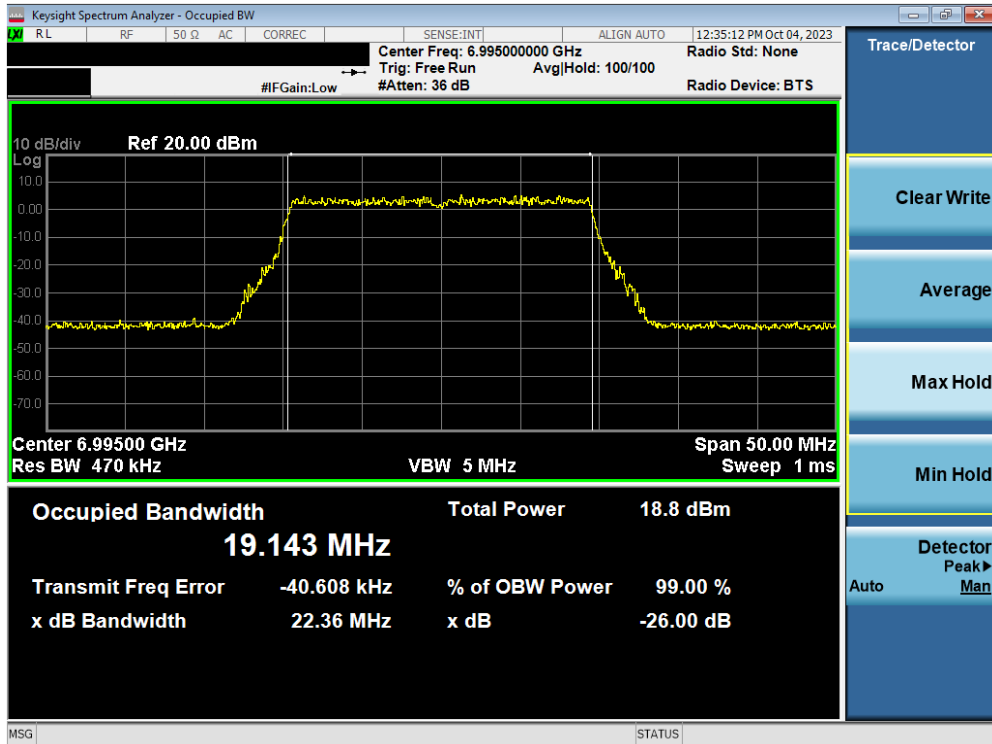 Keysight Spectrum Analyzer - Occupied BW
LXI RL RF 50 Ω AC CORREC SENSE:INT ALIGN AUTO 12:35:12 PM Oct 04, 2023
Center Freq: 6.995000000 GHz Radio Std: None
Trig: Free Run Avg|Hold: 100/100
#IFGain:Low #Atten: 36 dB Radio Device: BTS
Trace/Detector
10 dB/div Ref 20.00 dBm
Log
10.0
0.00
-10.0
-20.0
-30.0
-40.0
-50.0
-60.0
-70.0
Center 6.99500 GHz Span 50.00 MHz
Res BW 470 kHz VBW 5 MHz Sweep 1 ms
Occupied Bandwidth Total Power 18.8 dBm
19.143 MHz
Transmit Freq Error -40.608 kHz % of OBW Power 99.00 %
x dB Bandwidth 22.36 MHz x dB -26.00 dB
Clear Write
Average
Max Hold
Min Hold
Detector
Peak▶
Auto Man
MSG STATUS